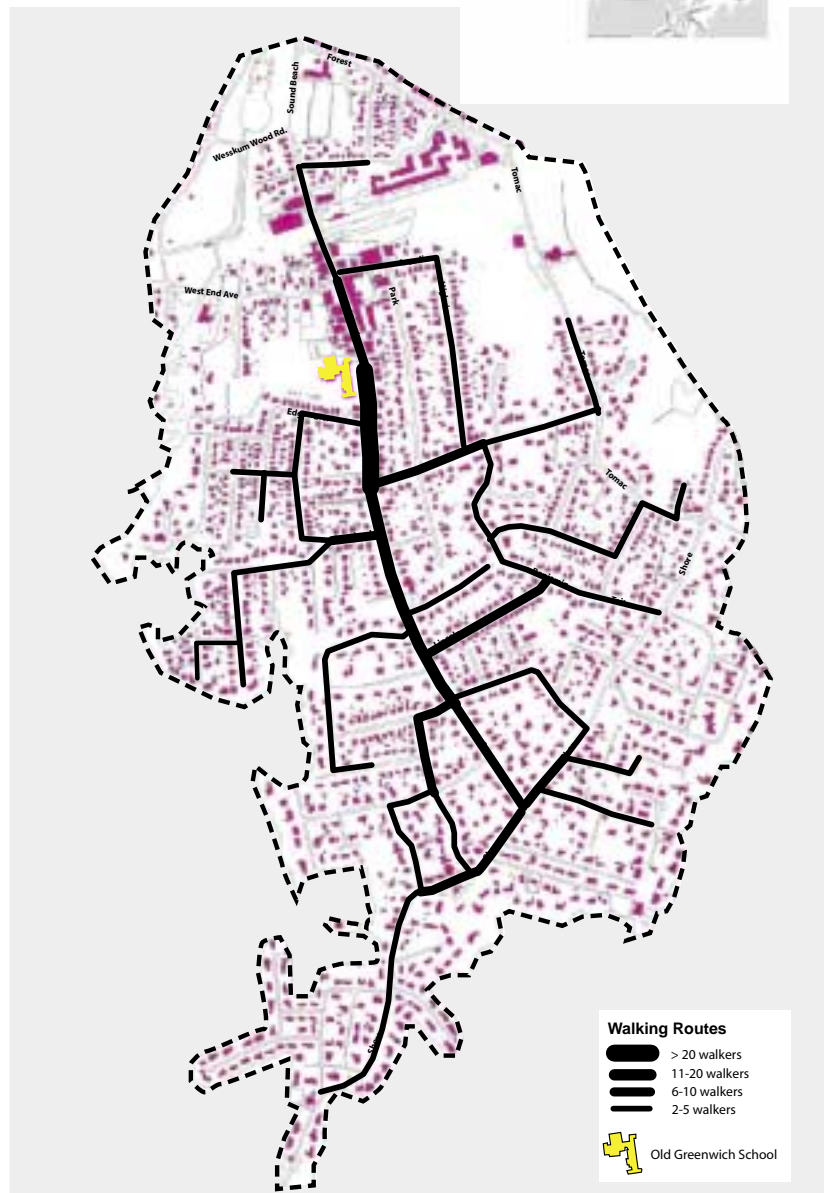 Forest
Sound Beach
Wesskum Wood Rd.
Tomac
West End Ave
Park
Tomac
Shore
Walking Routes
> 20 walkers
11-20 walkers
6-10 walkers
2-5 walkers
Old Greenwich School